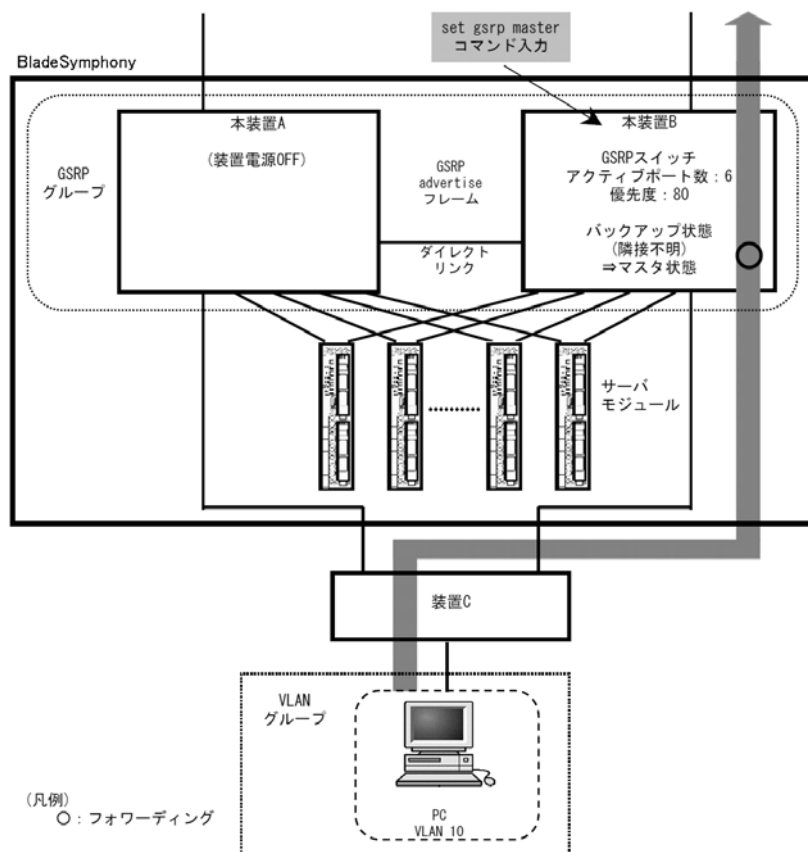 set gsrp master
コマンド入力
BladeSymphony
本装置A
(装置電源OFF)
GSRP
グループ
GSRP
advertise
フレーム
ダイレクト
リンク
本装置B
GSRPスイッチ
アクティブポート数:6
優先度:80
バックアップ状態
(隣接不明)
⇒マスタ状態
サーバ
モジュール
装置C
VLAN
グループ
PC
VLAN 10
(凡例)
○:フォワーディング